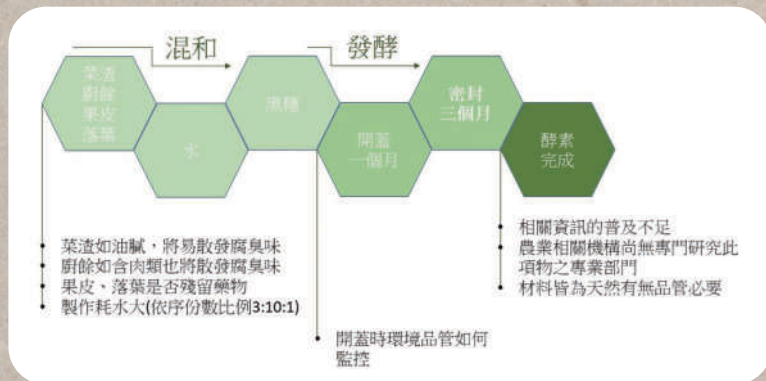 混和
發酵
菜渣
廚餘
果皮
落葉
水
黑糖
開蓋
一個月
密封
三個月
酵素
完成
• 菜渣如油膩，將易散發腐臭味
• 廚餘如含肉類也將散發腐臭味
• 果皮、落葉是否殘留藥物
• 製作耗水大(依序份數比例3:10:1)
• 開蓋時環境品管如何
監控
• 相關資訊的普及不足
• 農業相關機構尚無專門研究此
項物之專業部門
• 材料皆為天然有無品管必要